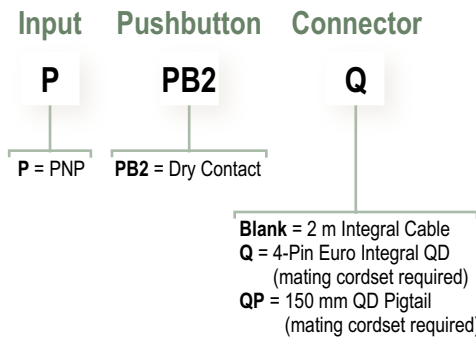 Input Pushbutton Connector
P PB2 Q
P = PNP PB2 = Dry Contact
Blank = 2 m Integral Cable
Q = 4-Pin Euro Integral QD
(mating cordset required)
QP = 150 mm QD Pigtail
(mating cordset required)